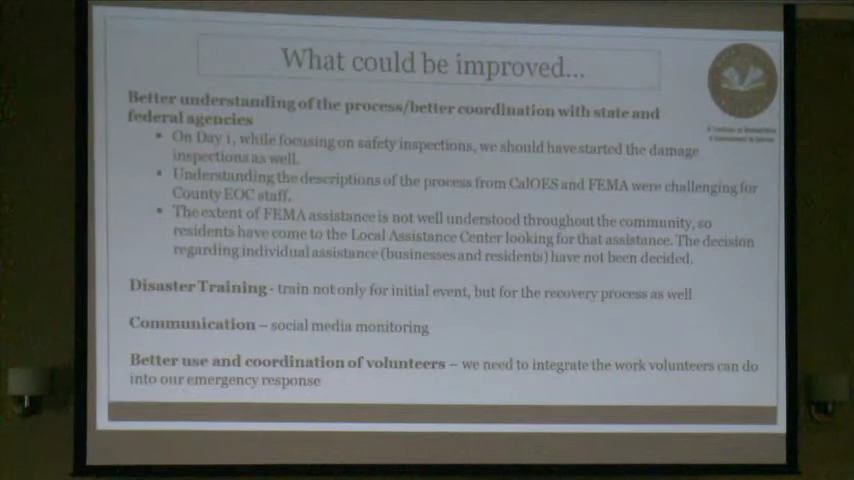 What could be improved...
Better understanding of the process/better coordination with state and
federal agencies
• On Day 1, while focusing on safety inspections, we should have started the damage
inspections as well.
• Understanding the descriptions of the process from CalOES and FEMA were challenging for
County EOC staff.
• The extent of FEMA assistance is not well understood throughout the community, so
residents have come to the Local Assistance Center looking for that assistance. The decision
regarding individual assistance (businesses and residents) have not been decided.
Disaster Training - train not only for initial event, but for the recovery process as well
Communication – social media monitoring
Better use and coordination of volunteers – we need to integrate the work volunteers can do
into our emergency response